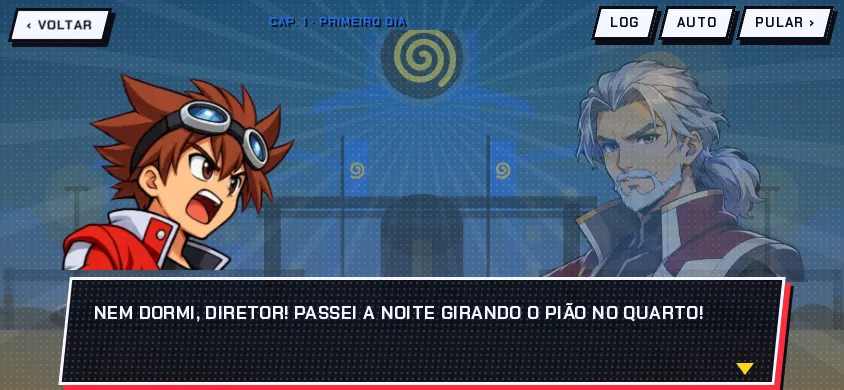 ‹ VOLTAR
CAP. 1 · PRIMEIRO DIA
LOG
AUTO
PULAR ›
NEM DORMI, DIRETOR! PASSEI A NOITE GIRANDO O PIÃO NO QUARTO!